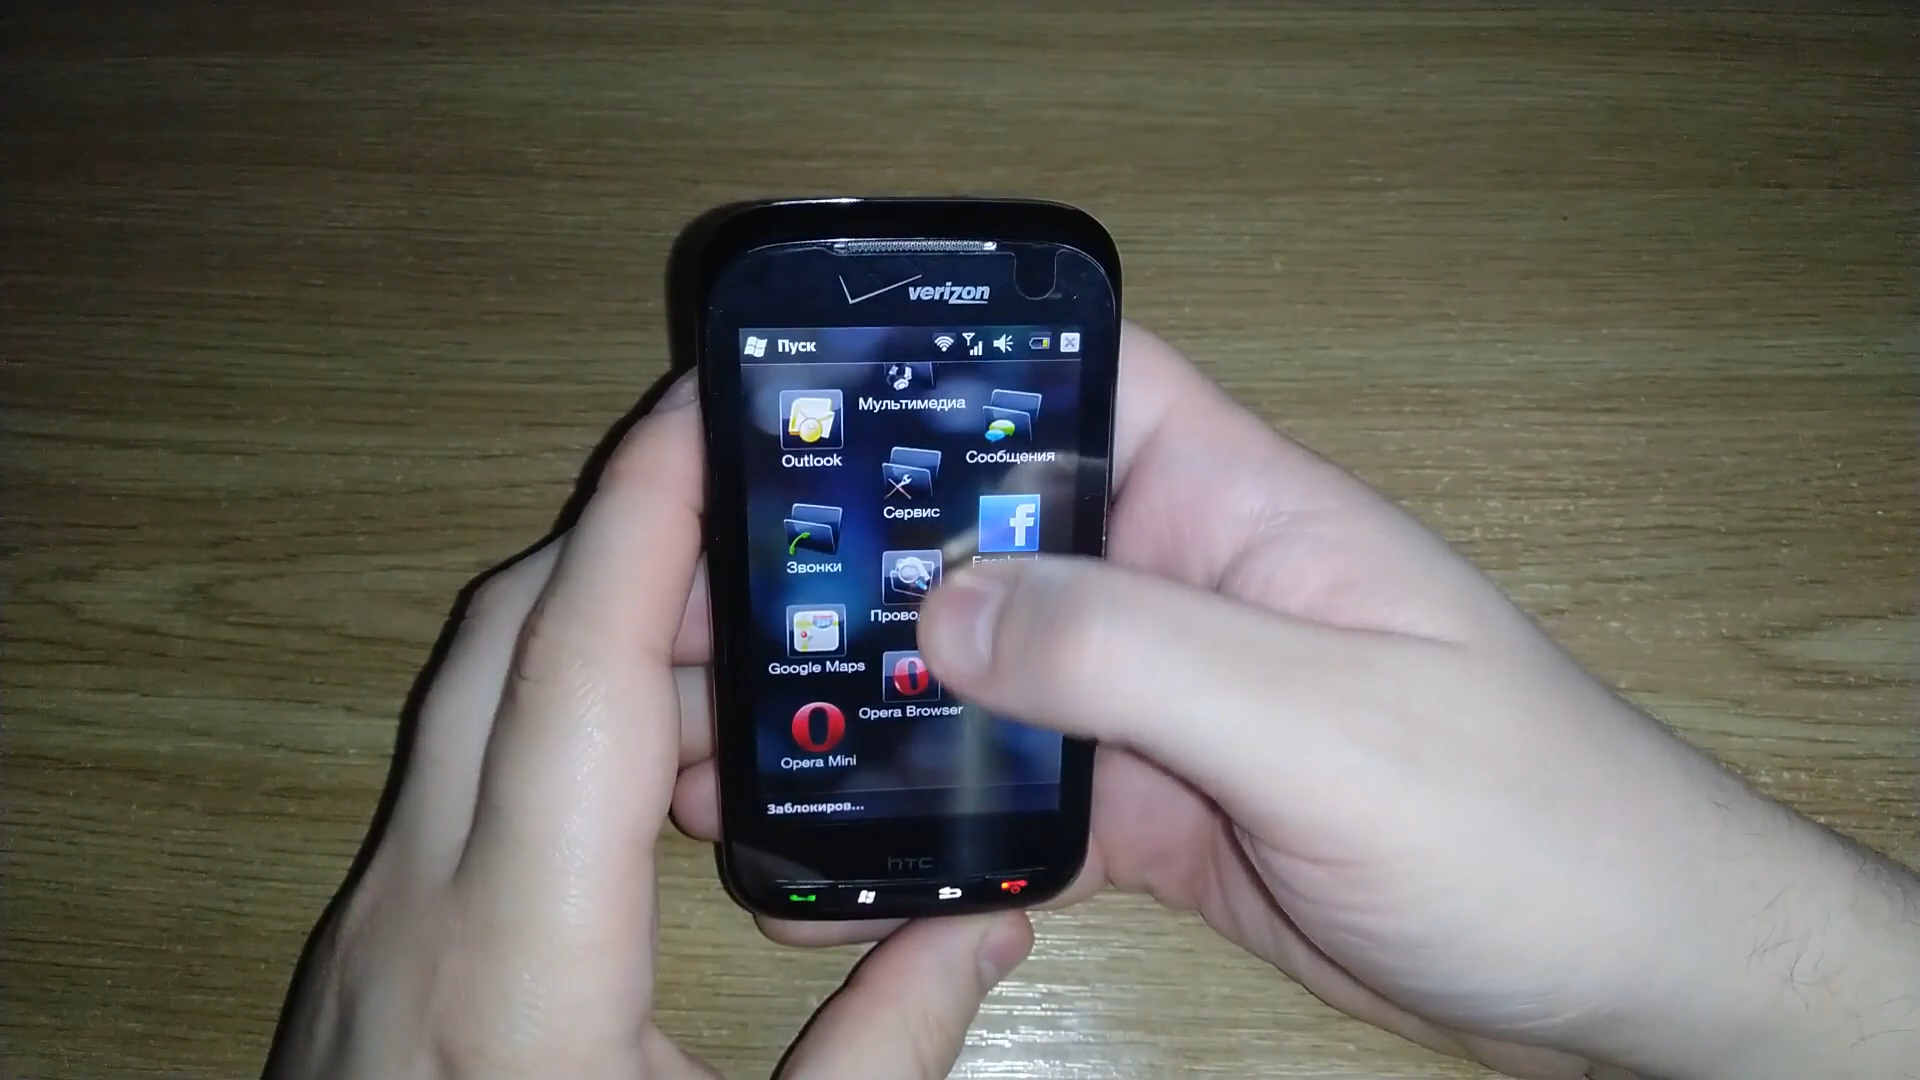 verizon
Пуск
Мультимедиа
Outlook
Сообщения
Сервис
Звонки
Google Maps
Opera Browser
Opera Mini
Заблокиров...
hTC